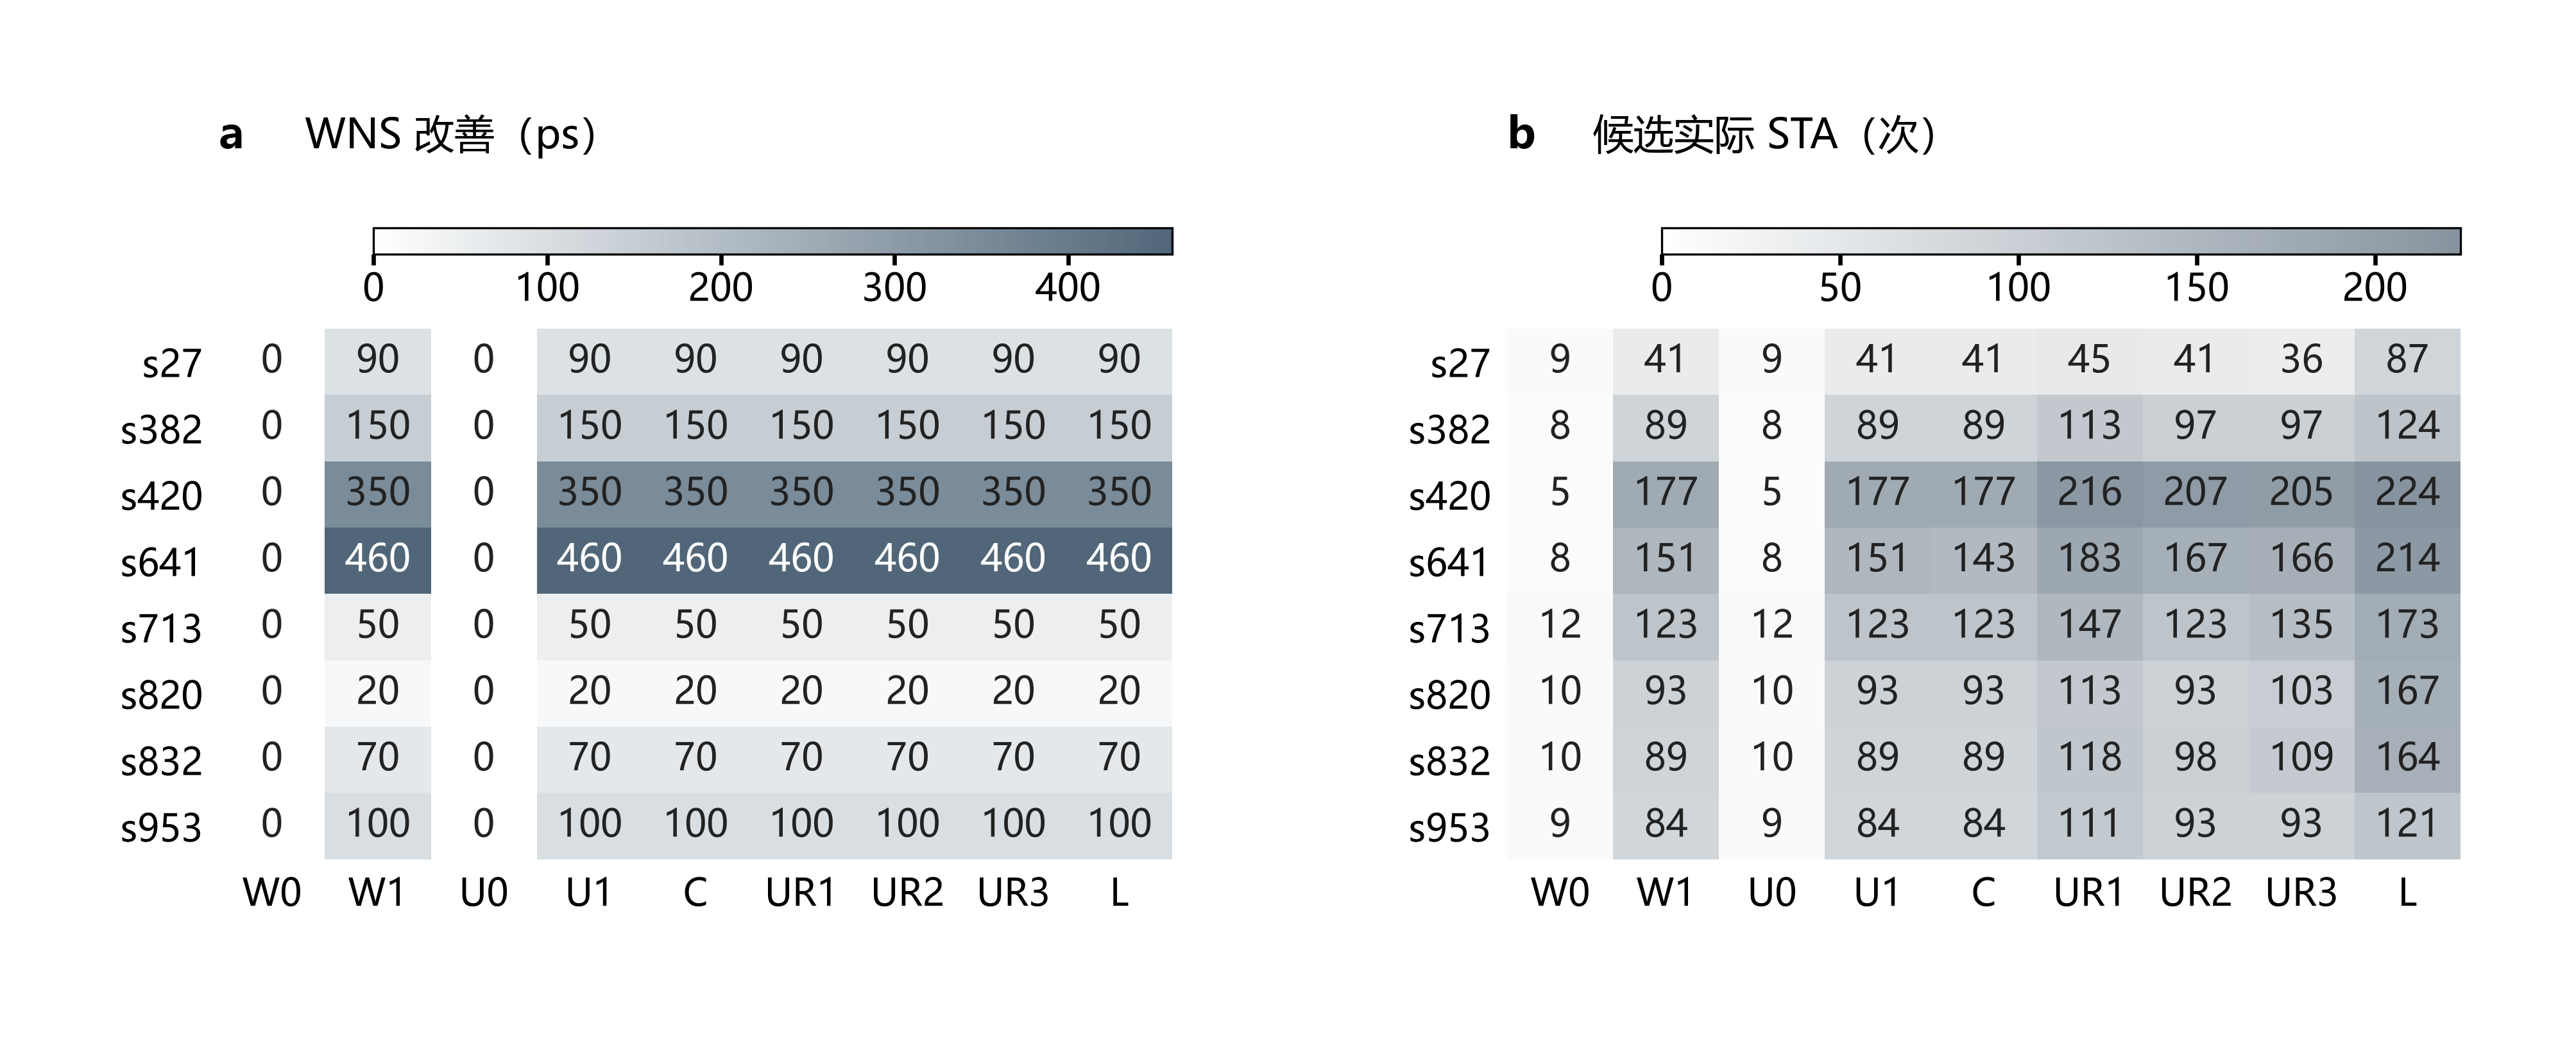 a WNS 改善（ps）
0 100 200 300 400
s27 0 90 0 90 90 90 90 90 90
s382 0 150 0 150 150 150 150 150 150
s420 0 350 0 350 350 350 350 350 350
s641 0 460 0 460 460 460 460 460 460
s713 0 50 0 50 50 50 50 50 50
s820 0 20 0 20 20 20 20 20 20
s832 0 70 0 70 70 70 70 70 70
s953 0 100 0 100 100 100 100 100 100
W0 W1 U0 U1 C UR1 UR2 UR3 L
b 候选实际 STA（次）
0 50 100 150 200
s27 9 41 9 41 41 45 41 36 87
s382 8 89 8 89 89 113 97 97 124
s420 5 177 5 177 177 216 207 205 224
s641 8 151 8 151 143 183 167 166 214
s713 12 123 12 123 123 147 123 135 173
s820 10 93 10 93 93 113 93 103 167
s832 10 89 10 89 89 118 98 109 164
s953 9 84 9 84 84 111 93 93 121
W0 W1 U0 U1 C UR1 UR2 UR3 L